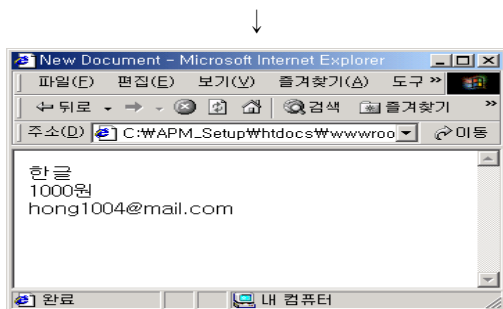 ↓
New Document - Microsoft Internet Explorer
파일(F) 편집(E) 보기(V) 즐겨찾기(A) 도구 »
뒤로 검색 즐겨찾기 »
주소(D) C:₩APM_Setup₩htdocs₩wwwroo 이동
한글
1000원
hong1004@mail.com
완료 내 컴퓨터